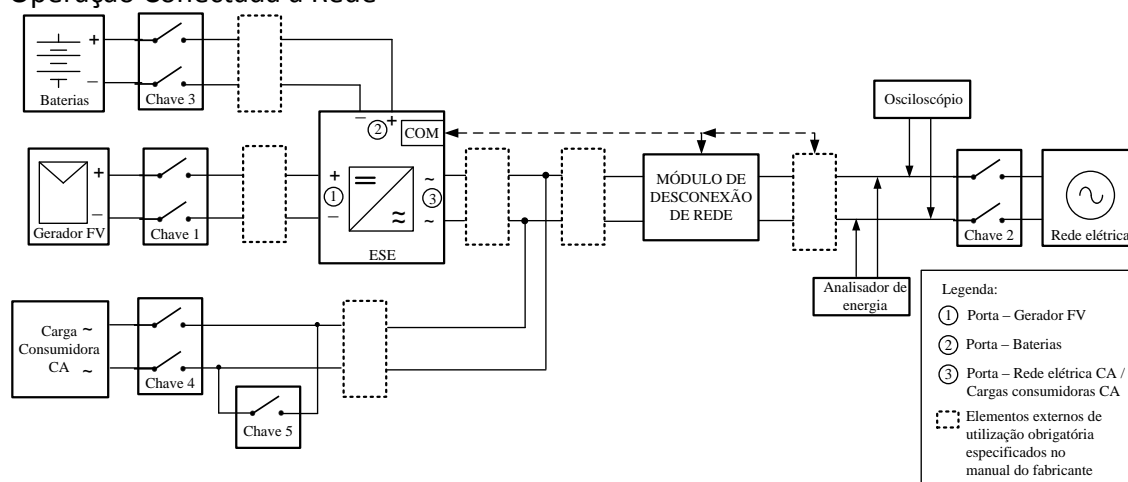 Operação Conectada à Rede
+
−
Baterias
Chave 3
−
2
+
COM
Osciloscópio
+
−
Gerador FV
Chave 1
+
1
−
=
≈
~
3
~
ESE
MÓDULO DE
DESCONEXÃO
DE REDE
Chave 2
Rede elétrica
Analisador de
energia
Carga ~
Consumidora
CA ~
Chave 4
Chave 5
Legenda:
1 Porta – Gerador FV
2 Porta – Baterias
3 Porta – Rede elétrica CA /
Cargas consumidoras CA
Elementos externos de
utilização obrigatória
especificados no
manual do fabricante